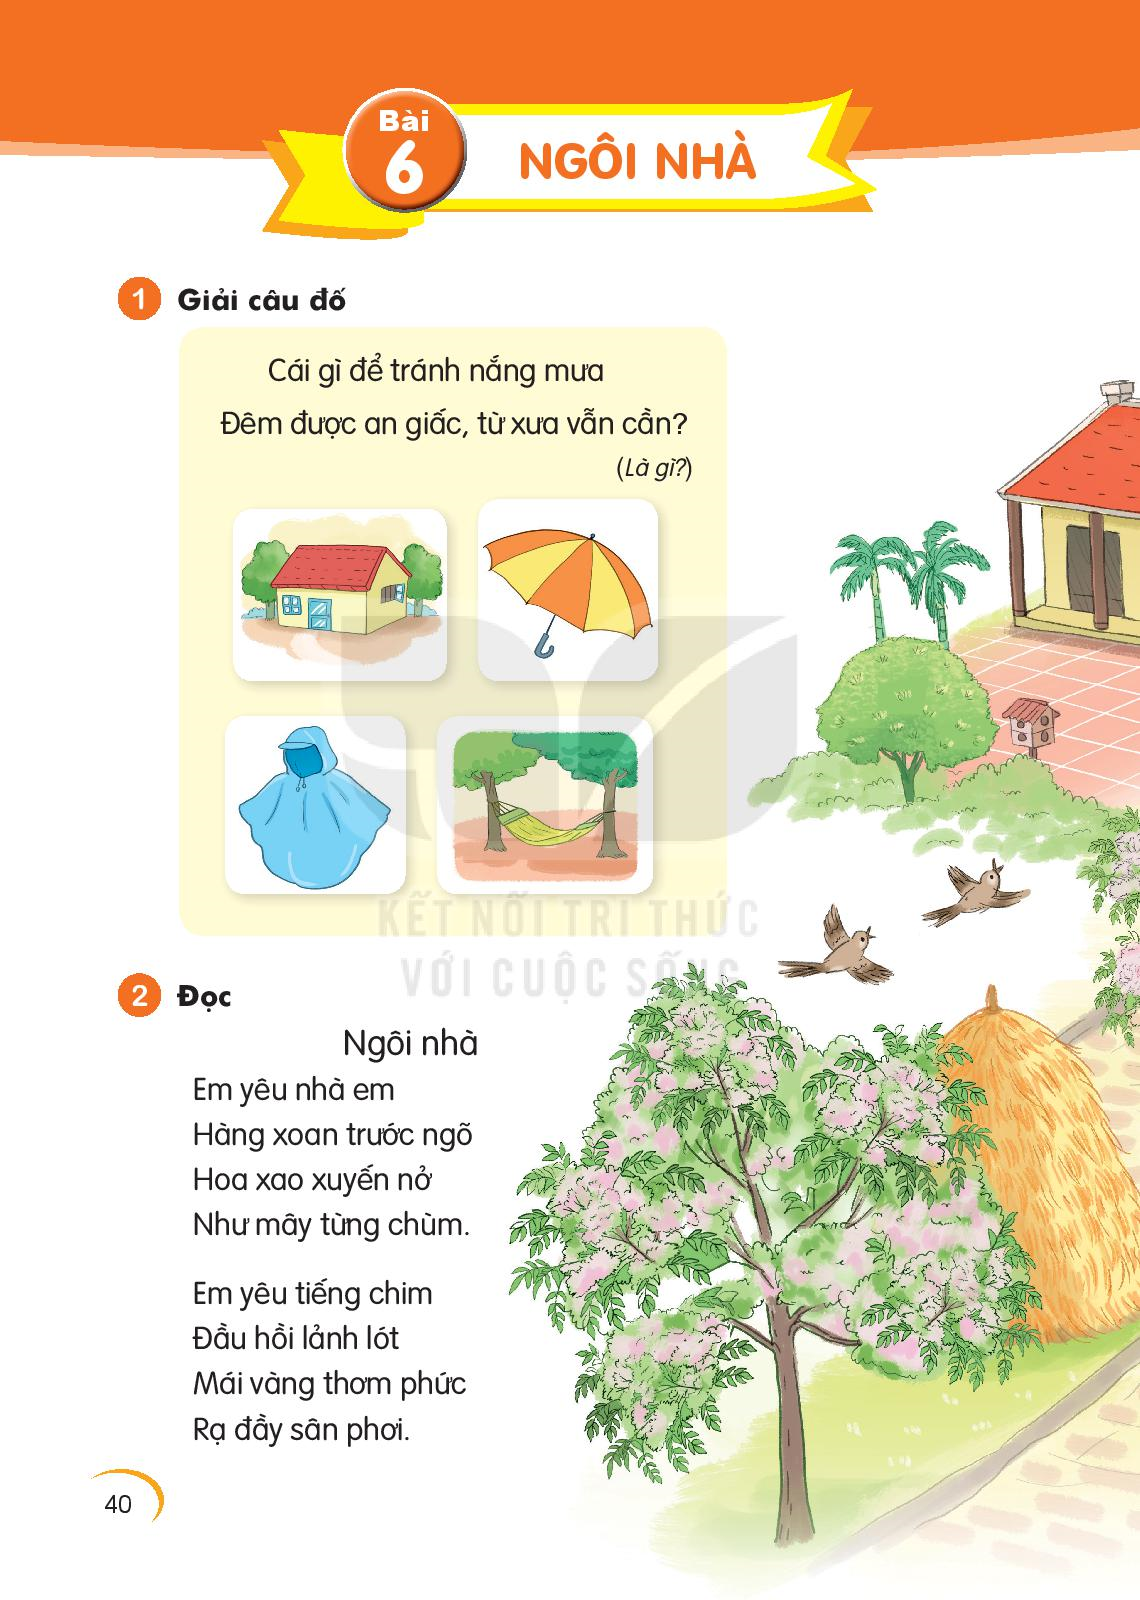 Bài
6
NGÔI NHÀ
1 Giải câu đố
Cái gì để tránh nắng mưa
Đêm được an giấc, từ xưa vẫn cần?
(Là gì?)
KẾT NỐI TRI THỨC
VỚI CUỘC SỐNG
2 Đọc
Ngôi nhà
Em yêu nhà em
Hàng xoan trước ngõ
Hoa xao xuyến nở
Như mây từng chùm.
Em yêu tiếng chim
Đầu hồi lảnh lót
Mái vàng thơm phức
Rạ đầy sân phơi.
40